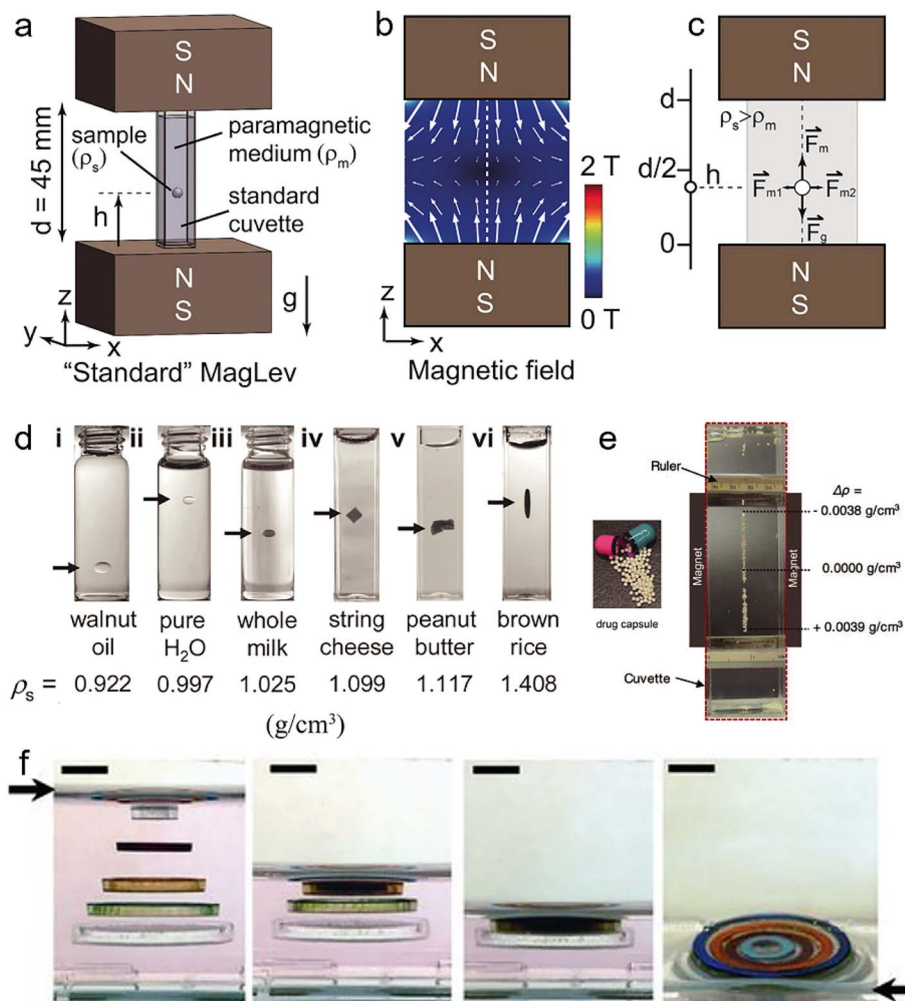 a
S
N
d = 45 mm
sample
(ρs)
paramagnetic
medium (ρm)
h
standard
cuvette
N
S
g
z
y
x
"Standard" MagLev
b
S
N
2 T
0 T
N
S
z
x
Magnetic field
c
S
N
d
ρs>ρm
Fm
d/2
h
Fm1
Fm2
Fg
0
N
S
d
i
ii
iii
iv
v
vi
walnut
oil
pure
H2O
whole
milk
string
cheese
peanut
butter
brown
rice
ρs = 0.922 0.997 1.025 1.099 1.117 1.408
(g/cm³)
e
Ruler
Δρ =
- 0.0038 g/cm³
Magnet
Magnet
0.0000 g/cm³
drug capsule
+ 0.0039 g/cm³
Cuvette
f